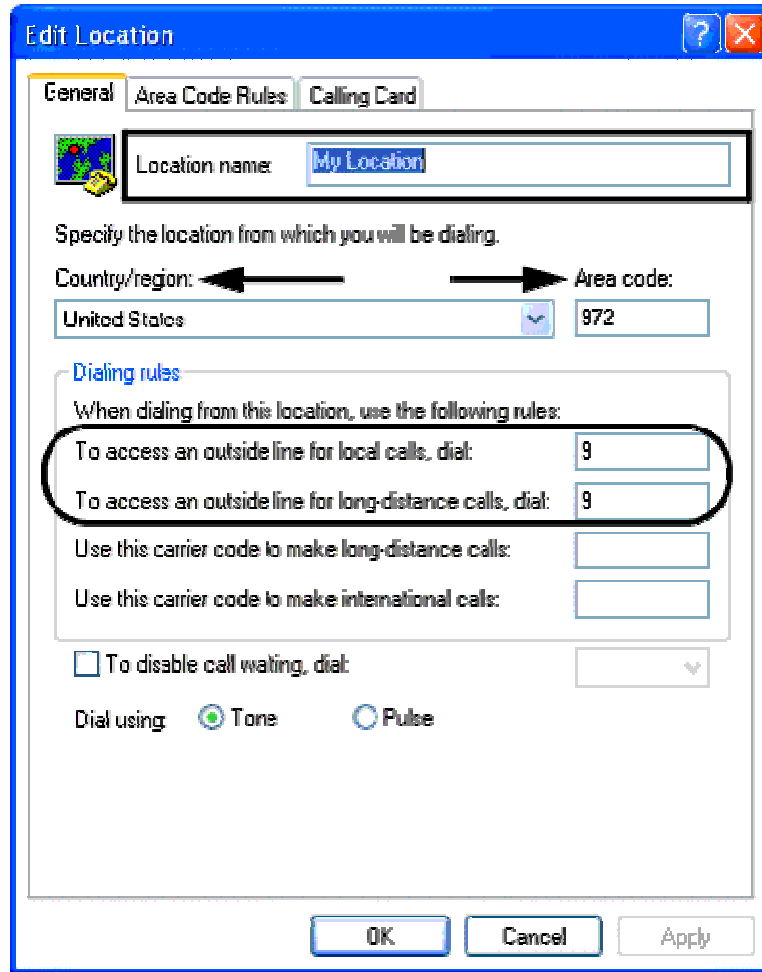 Edit Location
General Area Code Rules Calling Card
Location name: My Location
Specify the location from which you will be dialing.
Country/region: Area code:
United States 972
Dialing rules
When dialing from this location, use the following rules:
To access an outside line for local calls, dial: 9
To access an outside line for long-distance calls, dial: 9
Use this carrier code to make long-distance calls:
Use this carrier code to make international calls:
To disable call waiting, dial:
Dial using: Tone Pulse
OK Cancel Apply